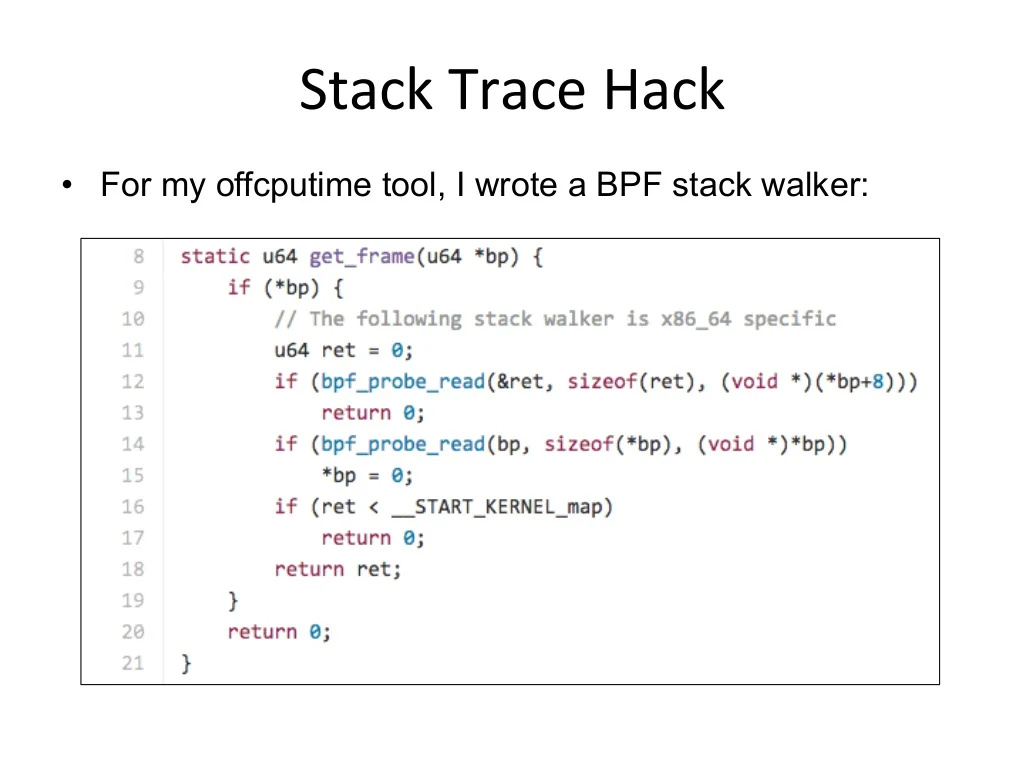 Stack Trace Hack
• For my offcputime tool, I wrote a BPF stack walker:
8 static u64 get_frame(u64 *bp) {
9     if (*bp) {
10         // The following stack walker is x86_64 specific
11         u64 ret = 0;
12         if (bpf_probe_read(&ret, sizeof(ret), (void *)(*bp+8)))
13             return 0;
14         if (bpf_probe_read(bp, sizeof(*bp), (void *)*bp))
15             *bp = 0;
16         if (ret < __START_KERNEL_map)
17             return 0;
18         return ret;
19     }
20     return 0;
21 }